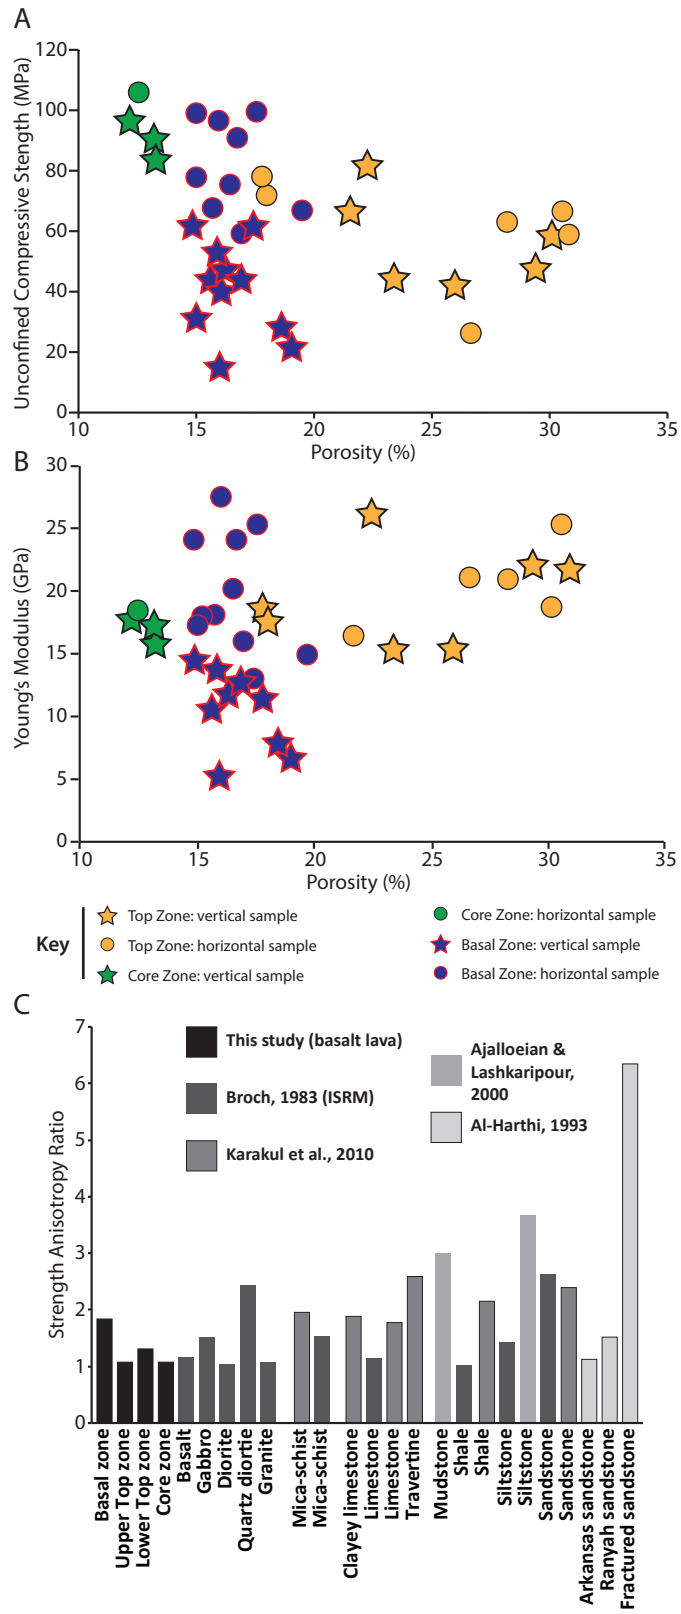 A
Unconfined Compressive Stength (MPa)
120
100
80
60
40
20
0
10
15
20
25
30
35
Porosity (%)
B
Young's Modulus (GPa)
30
25
20
15
10
5
0
10
15
20
25
30
35
Porosity (%)
Key
Top Zone: vertical sample
Top Zone: horizontal sample
Core Zone: vertical sample
Core Zone: horizontal sample
Basal Zone: vertical sample
Basal Zone: horizontal sample
C
Strength Anisotropy Ratio
7
6
5
4
3
2
1
0
This study (basalt lava)
Broch, 1983 (ISRM)
Karakul et al., 2010
Ajalloeian &
Lashkaripour,
2000
Al-Harthi, 1993
Basal zone
Upper Top zone
Lower Top zone
Core zone
Basalt
Gabbro
Diorite
Quartz diortie
Granite
Mica-schist
Mica-schist
Clayey limestone
Limestone
Limestone
Travertine
Mudstone
Shale
Shale
Siltstone
Siltstone
Sandstone
Sandstone
Arkansas sandstone
Ranyah sandstone
Fractured sandstone